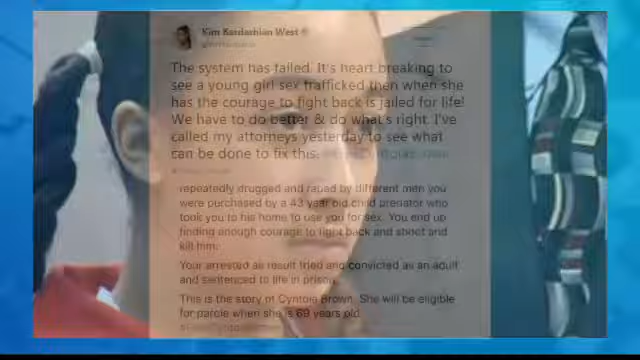 Kim Kardashian West
The system has failed. It's heart breaking to
see a young girl sex trafficked then when she
has the courage to fight back is jailed for life!
We have to do better & do what's right. I've
called my attorneys yesterday to see what
can be done to fix this.
repeatedly drugged and raped by different men you
were purchased by a 43 year old child predator who
took you to his home to use you for sex. You end up
finding enough courage to fight back and shoot and
kill him.
Your arrested as result tried and convicted as an adult
and sentenced to life in prison.
This is the story of Cyntoia Brown. She will be eligible
for parole when she is 69 years old.